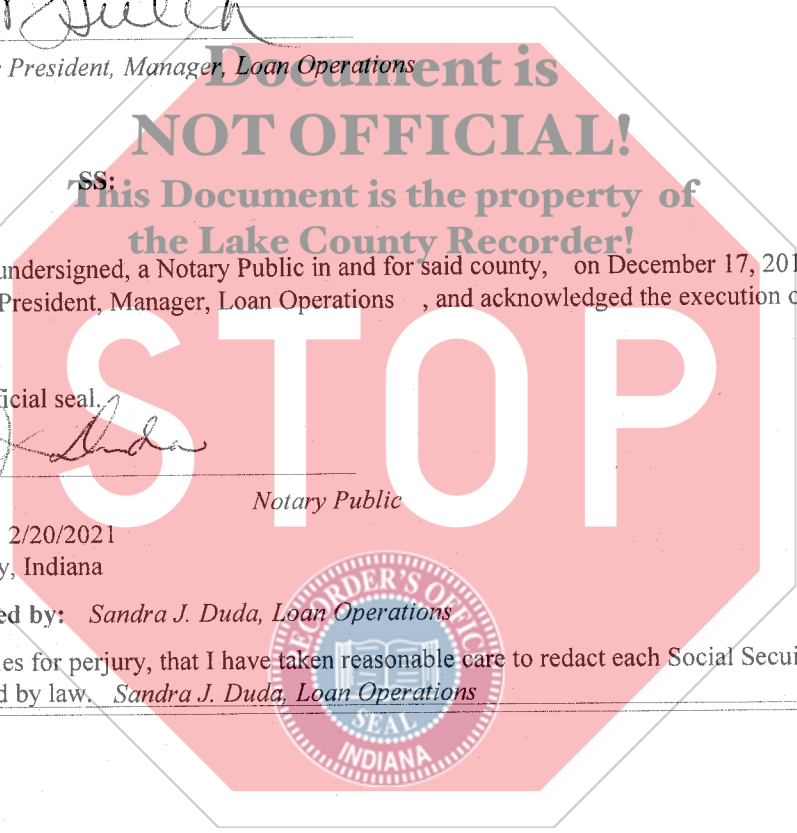 President, Manager, Loan Operations
Document is
NOT OFFICIAL!
SS:
This Document is the property of
the Lake County Recorder!
undersigned, a Notary Public in and for said county, on December 17, 201
President, Manager, Loan Operations , and acknowledged the execution o
STOP
ficial seal.
Duda
Notary Public
2/20/2021
y, Indiana
ed by: Sandra J. Duda, Loan Operations
RECORDER'S OFFICE
ies for perjury, that I have taken reasonable care to redact each Social Secui
d by law. Sandra J. Duda, Loan Operations
SEAL
INDIANA